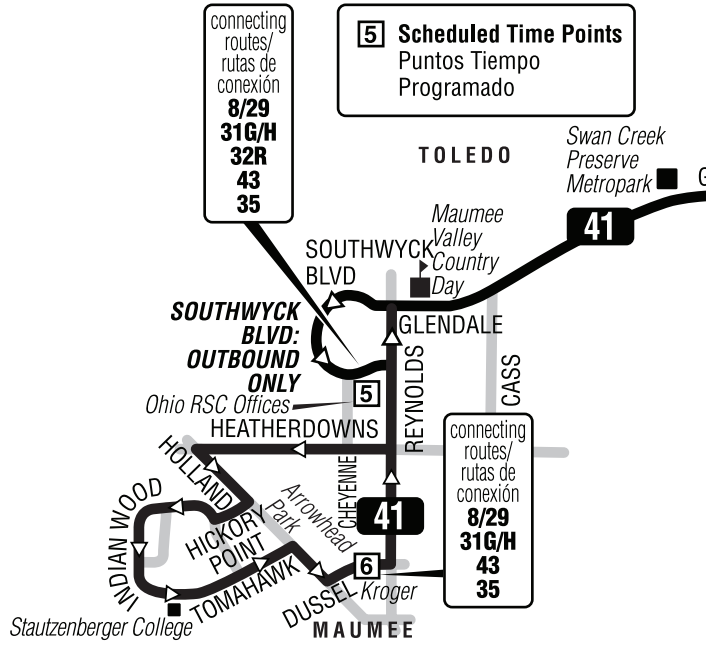 connecting
routes/
rutas de
conexión
8/29
31G/H
32R
43
35
5 Scheduled Time Points
Puntos Tiempo
Programado
TOLEDO
Swan Creek
Preserve
Metropark
G
41
Maumee
Valley
Country
Day
SOUTHWYCK
BLVD
SOUTHWYCK
BLVD:
OUTBOUND
ONLY
GLENDALE
REYNOLDS
CASS
5
Ohio RSC Offices
HEATHERDOWNS
HOLLAND
CHEYENNE
Arrowhead
Park
41
INDIAN WOOD
HICKORY
POINT
TOMAHAWK
DUSSEL
6
Kroger
connecting
routes/
rutas de
conexión
8/29
31G/H
43
35
Stautzenberger College
MAUMEE